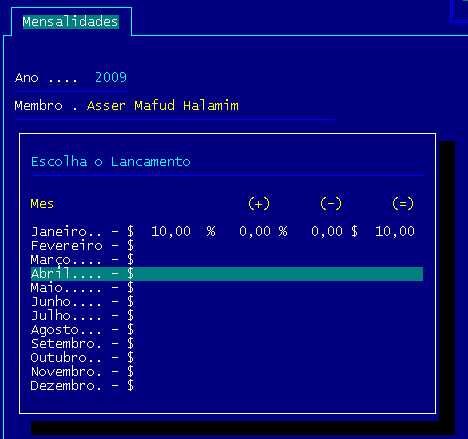 Mensalidades
Ano .... 2009
Membro . Asser Mafud Halamim
Escolha o Lancamento
Mes (+) (-) (=)
Janeiro.. - $ 10,00 % 0,00 % 0,00 $ 10,00
Fevereiro - $
Março.... - $
Abril.... - $
Maio..... - $
Junho.... - $
Julho.... - $
Agosto... - $
Setembro. - $
Outubro.. - $
Novembro. - $
Dezembro. - $